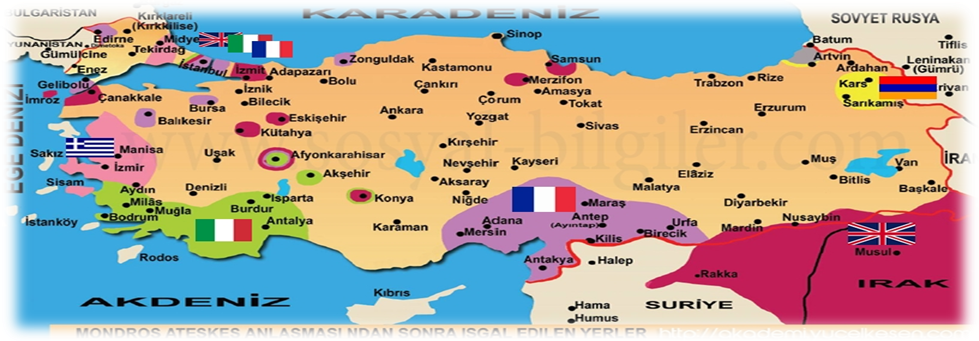 KARADENİZ
BULGARİSTAN
Kırklareli
(Kırkkilise)
SOVYET RUSYA
Edirne
Midye
YUNANİSTAN
Dimetoka
Gümülcine
Tekirdağ
Enez
İstanbul
İzmit
Adapazarı
Gelibolu
İmroz
Çanakkale
İznik
Bursa
Bilecik
Balıkesir
Zonguldak
Bolu
Kastamonu
Çankırı
Sinop
Samsun
Merzifon
Amasya
Çorum
Tokat
Ankara
Yozgat
Sivas
Trabzon
Rize
Batum
Artvin
Ardahan
Kars
Sarıkamış
Tiflis
Leninakan
(Gümrü)
Erzurum
Erzincan
Eskişehir
Kütahya
EGE DENİZİ
Sakız
Manisa
İzmir
Uşak
Afyonkarahisar
Akşehir
Sisam
Aydın
Denizli
Isparta
Milâs
Burdur
Muğla
Bodrum
Antalya
İstanköy
Rodos
Konya
Karaman
Kırşehir
Nevşehir
Kayseri
Aksaray
Niğde
Malatya
Elâziz
Muş
Bitlis
Van
Başkale
İRA
Diyarbekir
Mardin
Nusaybin
Maraş
Adana
Mersin
Antep
(Ayıntap)
Urfa
Birecik
Kilis
Antakya
Halep
Rakka
Musul
IRAK
SURİYE
Hama
Humus
Kıbrıs
AKDENİZ
MONDROS ATEŞKES ANLAŞMASINDAN SONRA İŞGAL EDİLEN YERLER